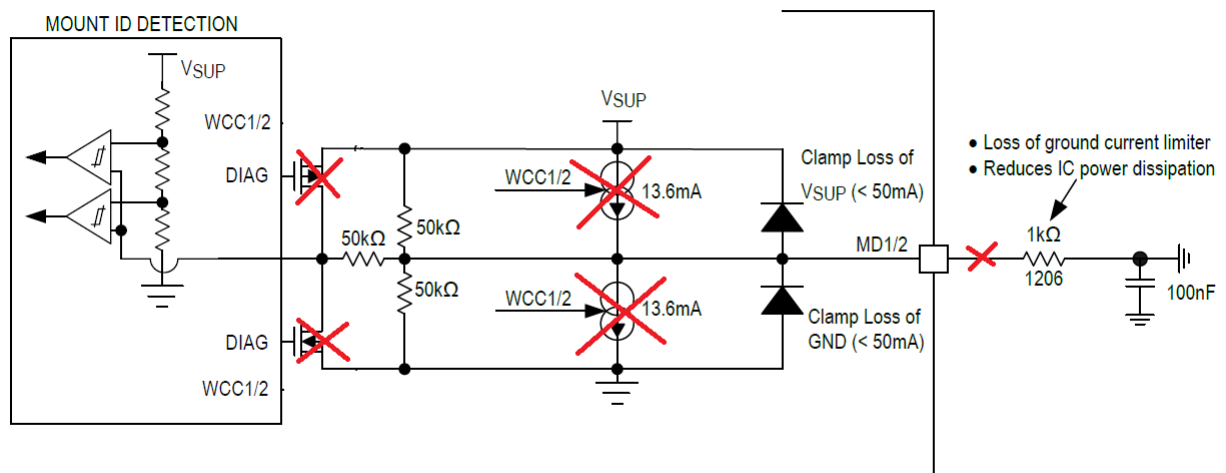 MOUNT ID DETECTION
VSUP
WCC1/2
DIAG
50kΩ
50kΩ
50kΩ
DIAG
WCC1/2
VSUP
WCC1/2
13.6mA
WCC1/2
13.6mA
Clamp Loss of
VSUP (< 50mA)
MD1/2
Clamp Loss of
GND (< 50mA)
● Loss of ground current limiter
● Reduces IC power dissipation
1kΩ
1206
100nF